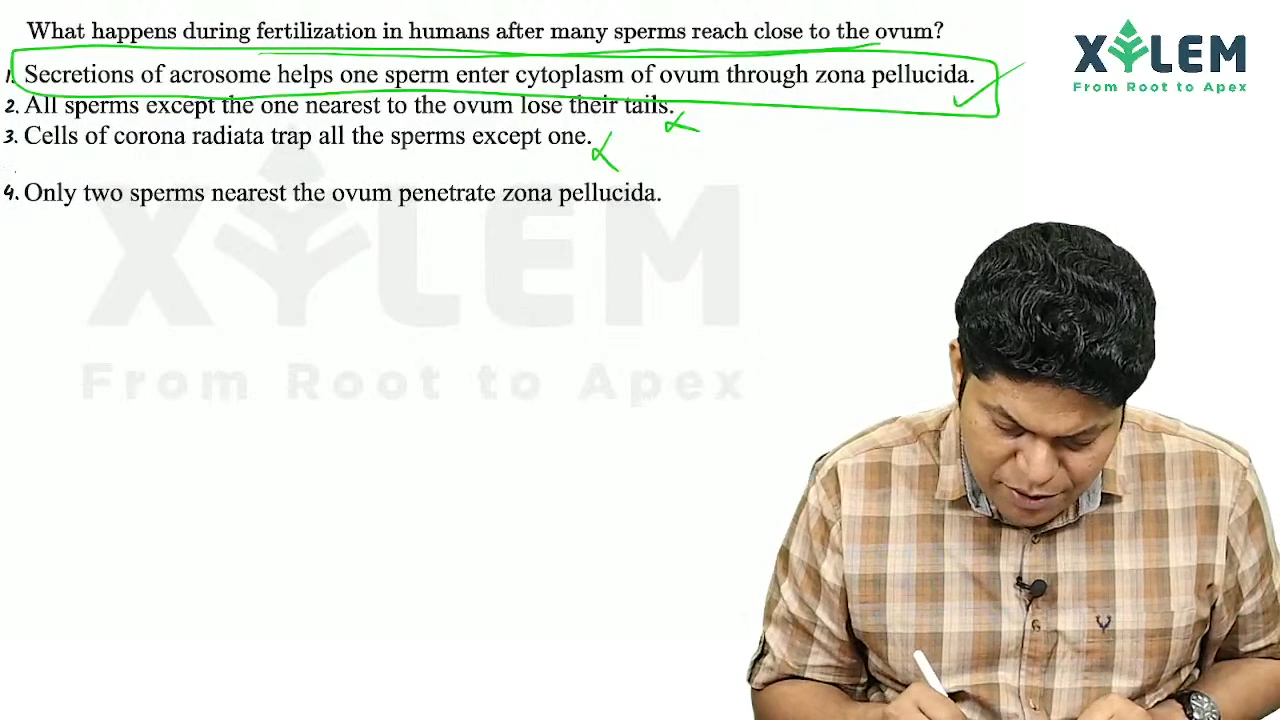 What happens during fertilization in humans after many sperms reach close to the ovum?
1. Secretions of acrosome helps one sperm enter cytoplasm of ovum through zona pellucida.
2. All sperms except the one nearest to the ovum lose their tails.
3. Cells of corona radiata trap all the sperms except one.
4. Only two sperms nearest the ovum penetrate zona pellucida.
XYLEM
From Root to Apex
XYLEM
From Root to Apex